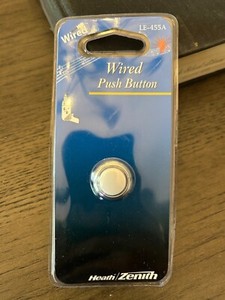 Wired
LE-455A
Wired
Push Button
Heath/Zenith